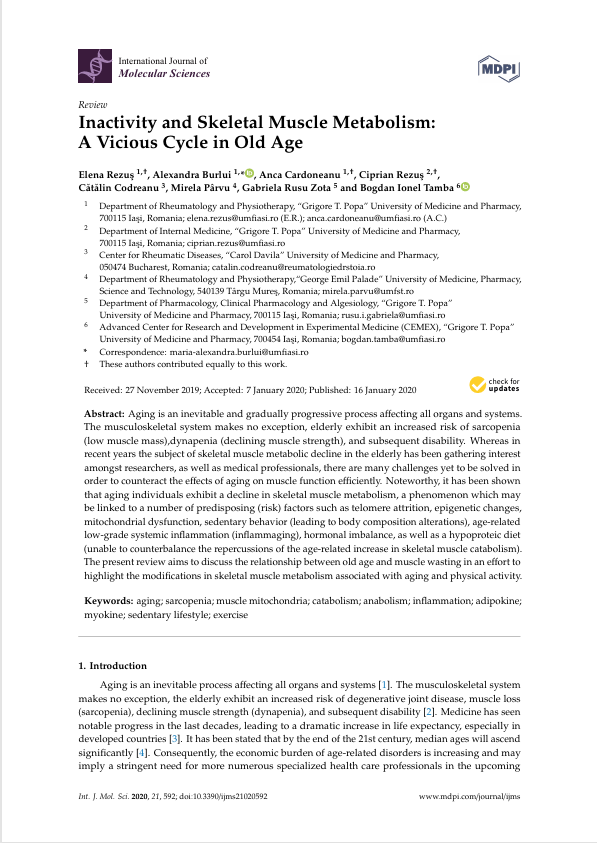 International Journal of
Molecular Sciences
MDPI
Review
Inactivity and Skeletal Muscle Metabolism:
A Vicious Cycle in Old Age
Elena Rezuş 1,†, Alexandra Burlui 1,*, Anca Cardoneanu 1,†, Ciprian Rezuş 2,†,
Cătălin Codreanu 3, Mirela Pârvu 4, Gabriela Rusu Zota 5 and Bogdan Ionel Tamba 6
1 Department of Rheumatology and Physiotherapy, “Grigore T. Popa” University of Medicine and Pharmacy,
700115 Iaşi, Romania; elena.rezus@umfiasi.ro (E.R.); anca.cardoneanu@umfiasi.ro (A.C.)
2 Department of Internal Medicine, “Grigore T. Popa” University of Medicine and Pharmacy,
700115 Iaşi, Romania; ciprian.rezus@umfiasi.ro
3 Center for Rheumatic Diseases, “Carol Davila” University of Medicine and Pharmacy,
050474 Bucharest, Romania; catalin.codreanu@reumatologiedrstoia.ro
4 Department of Rheumatology and Physiotherapy,“George Emil Palade” University of Medicine, Pharmacy,
Science and Technology, 540139 Târgu Mureş, Romania; mirela.parvu@umfst.ro
5 Department of Pharmacology, Clinical Pharmacology and Algesiology, “Grigore T. Popa”
University of Medicine and Pharmacy, 700115 Iaşi, Romania; rusu.i.gabriela@umfiasi.ro
6 Advanced Center for Research and Development in Experimental Medicine (CEMEX), “Grigore T. Popa”
University of Medicine and Pharmacy, 700454 Iaşi, Romania; bogdan.tamba@umfiasi.ro
* Correspondence: maria-alexandra.burlui@umfiasi.ro
† These authors contributed equally to this work.
Received: 27 November 2019; Accepted: 7 January 2020; Published: 16 January 2020
check for
updates
Abstract: Aging is an inevitable and gradually progressive process affecting all organs and systems.
The musculoskeletal system makes no exception, elderly exhibit an increased risk of sarcopenia
(low muscle mass),dynapenia (declining muscle strength), and subsequent disability. Whereas in
recent years the subject of skeletal muscle metabolic decline in the elderly has been gathering interest
amongst researchers, as well as medical professionals, there are many challenges yet to be solved in
order to counteract the effects of aging on muscle function efficiently. Noteworthy, it has been shown
that aging individuals exhibit a decline in skeletal muscle metabolism, a phenomenon which may
be linked to a number of predisposing (risk) factors such as telomere attrition, epigenetic changes,
mitochondrial dysfunction, sedentary behavior (leading to body composition alterations), age-related
low-grade systemic inflammation (inflammaging), hormonal imbalance, as well as a hypoproteic diet
(unable to counterbalance the repercussions of the age-related increase in skeletal muscle catabolism).
The present review aims to discuss the relationship between old age and muscle wasting in an effort to
highlight the modifications in skeletal muscle metabolism associated with aging and physical activity.
Keywords: aging; sarcopenia; muscle mitochondria; catabolism; anabolism; inflammation; adipokine;
myokine; sedentary lifestyle; exercise
1. Introduction
Aging is an inevitable process affecting all organs and systems [1]. The musculoskeletal system
makes no exception, the elderly exhibit an increased risk of degenerative joint disease, muscle loss
(sarcopenia), declining muscle strength (dynapenia), and subsequent disability [2]. Medicine has seen
notable progress in the last decades, leading to a dramatic increase in life expectancy, especially in
developed countries [3]. It has been stated that by the end of the 21st century, median ages will ascend
significantly [4]. Consequently, the economic burden of age-related disorders is increasing and may
imply a stringent need for more numerous specialized health care professionals in the upcoming
Int. J. Mol. Sci. 2020, 21, 592; doi:10.3390/ijms21020592
www.mdpi.com/journal/ijms